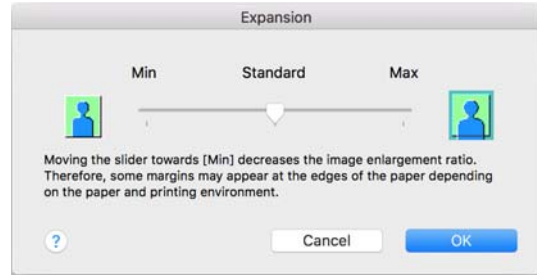 Expansion
Min Standard Max
Moving the slider towards [Min] decreases the image enlargement ratio.
Therefore, some margins may appear at the edges of the paper depending
on the paper and printing environment.
? Cancel OK